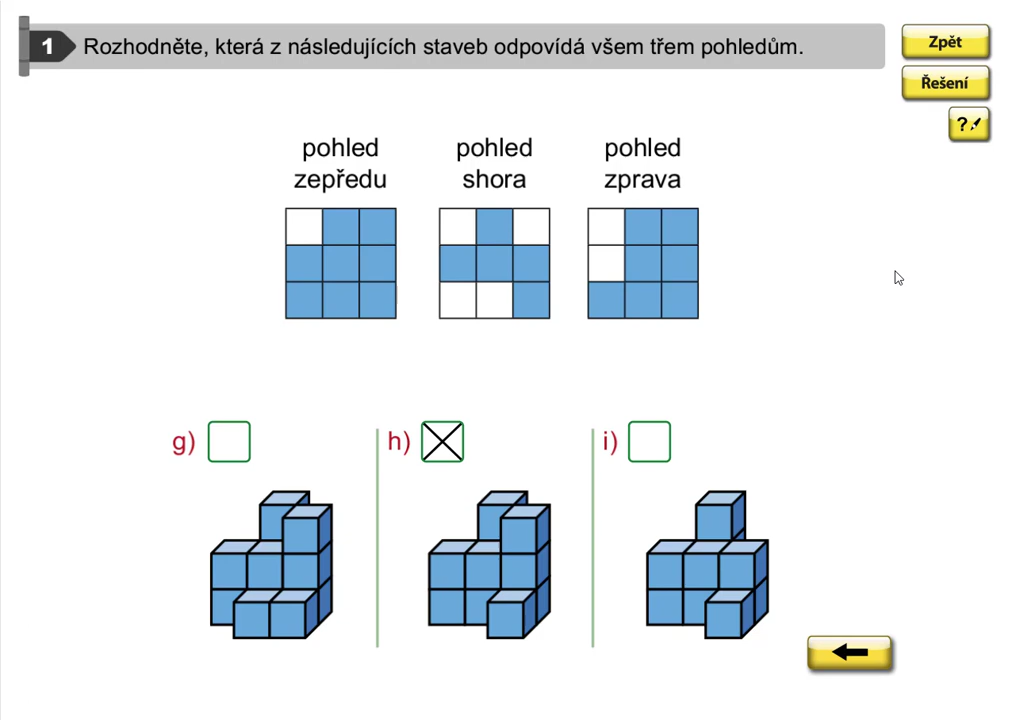 1 Rozhodněte, která z následujících staveb odpovídá všem třem pohledům.
Zpět
Řešení
?
pohled zepředu
pohled shora
pohled zprava
g)
h)
i)